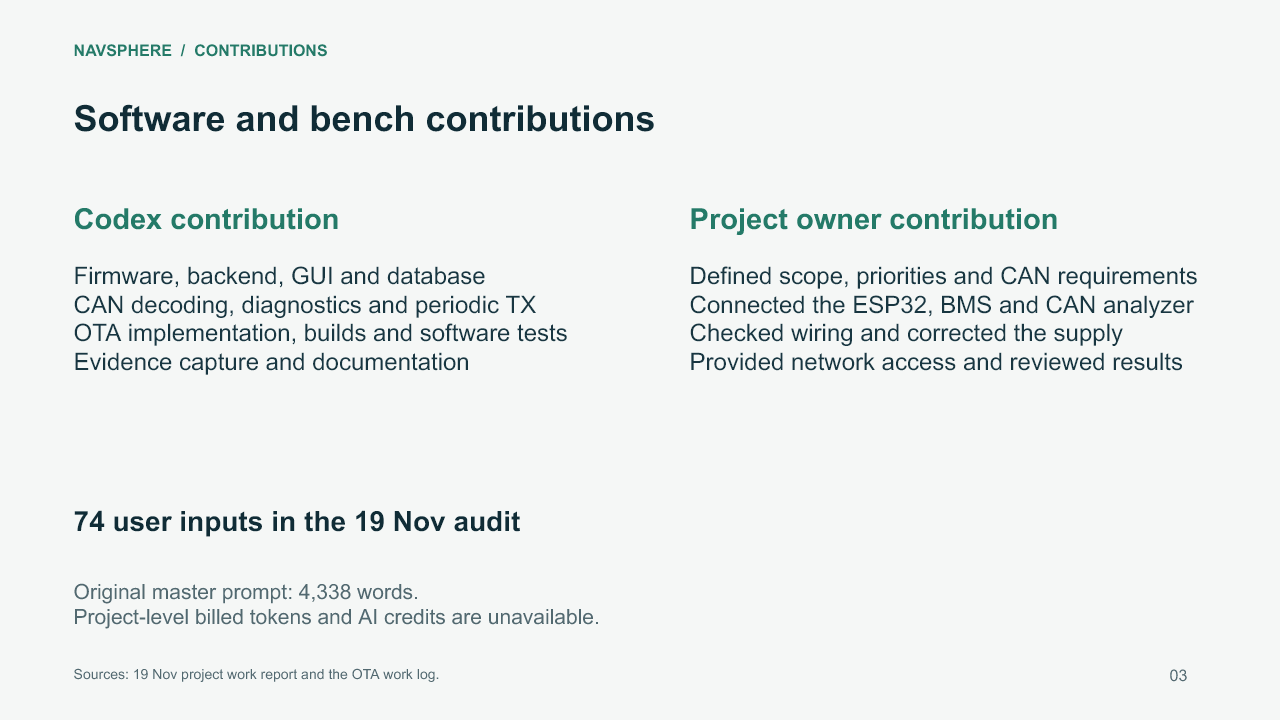 NAVSPHERE / CONTRIBUTIONS
Software and bench contributions
Codex contribution
Firmware, backend, GUI and database
CAN decoding, diagnostics and periodic TX
OTA implementation, builds and software tests
Evidence capture and documentation
Project owner contribution
Defined scope, priorities and CAN requirements
Connected the ESP32, BMS and CAN analyzer
Checked wiring and corrected the supply
Provided network access and reviewed results
74 user inputs in the 19 Nov audit
Original master prompt: 4,338 words.
Project-level billed tokens and AI credits are unavailable.
Sources: 19 Nov project work report and the OTA work log.
03